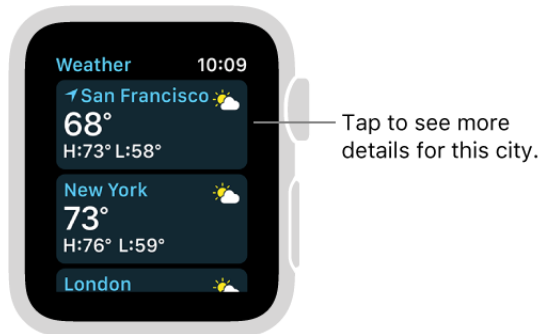 Weather 10:09
San Francisco
68°
H:73° L:58°
New York
73°
H:76° L:59°
London
Tap to see more
details for this city.